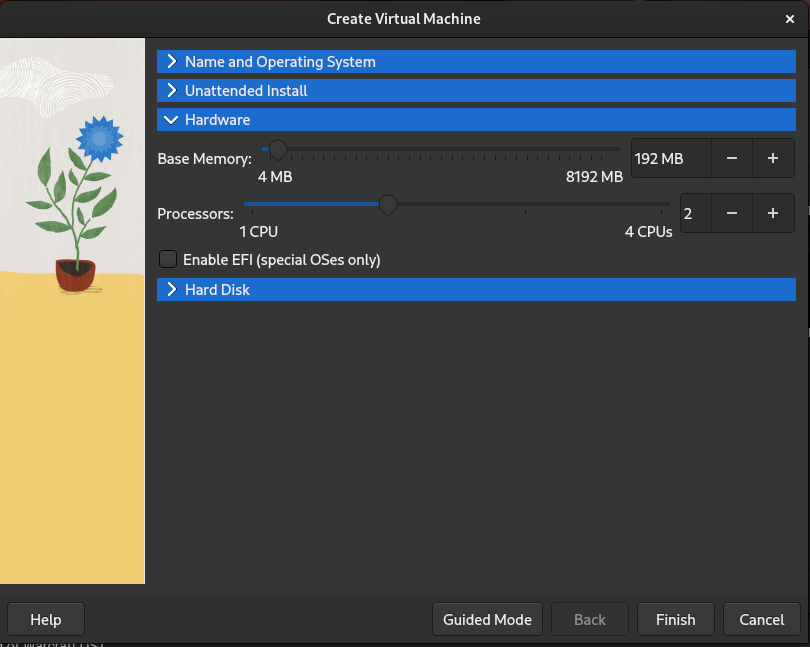 Create Virtual Machine
Name and Operating System
Unattended Install
Hardware
Base Memory:
192 MB
4 MB
8192 MB
Processors:
2
1 CPU
4 CPUs
Enable EFI (special OSes only)
Hard Disk
Help
Guided Mode
Back
Finish
Cancel